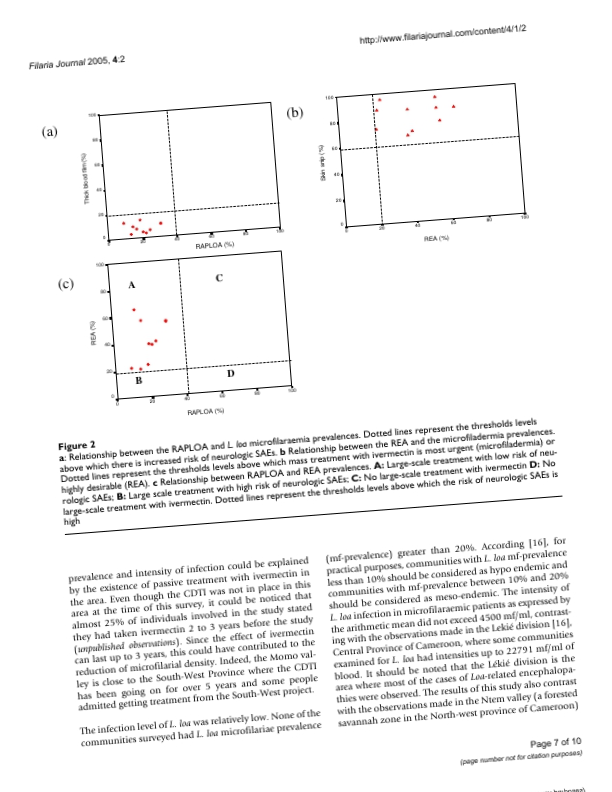 http://www.filariajournal.com/content/4/1/2
Filaria Journal 2005, 4:2
(a)
Thick blood film (%)
100
80
60
40
20
0
0
20
40
60
80
100
RAPLOA (%)
(b)
Skin snip (%)
100
80
60
40
20
0
0
20
40
60
80
100
REA (%)
(c)
REA (%)
100
80
60
40
20
0
A
C
B
D
0
20
40
60
80
100
RAPLOA (%)
Figure 2
a: Relationship between the RAPLOA and L. loa microfilaraemia prevalences. Dotted lines represent the thresholds levels
above which there is increased risk of neurologic SAEs. b Relationship between the REA and the microfiladermia prevalences.
Dotted lines represent the thresholds levels above which mass treatment with ivermectin is most urgent (microfiladermia) or
highly desirable (REA). c Relationship between RAPLOA and REA prevalences. A: Large-scale treatment with low risk of neu-
rologic SAEs; B: Large scale treatment with high risk of neurologic SAEs; C: No large-scale treatment with ivermectin D: No
large-scale treatment with ivermectin. Dotted lines represent the thresholds levels above which the risk of neurologic SAEs is
high
prevalence and intensity of infection could be explained
by the existence of passive treatment with ivermectin in
the area. Even though the CDTI was not in place in this
area at the time of this survey, it could be noticed that
almost 25% of individuals involved in the study stated
they had taken ivermectin 2 to 3 years before the study
(unpublished observations). Since the effect of ivermectin
can last up to 3 years, this could have contributed to the
reduction of microfilarial density. Indeed, the Momo val-
ley is close to the South-West Province where the CDTI
has been going on for over 5 years and some people
admitted getting treatment from the South-West project.
The infection level of L. loa was relatively low. None of the
communities surveyed had L. loa microfilariae prevalence
(mf-prevalence) greater than 20%. According [16], for
practical purposes, communities with L. loa mf-prevalence
less than 10% should be considered as hypo endemic and
communities with mf-prevalence between 10% and 20%
should be considered as meso-endemic. The intensity of
L. loa infection in microfilaraemic patients as expressed by
the arithmetic mean did not exceed 4500 mf/ml, contrast-
ing with the observations made in the Lekié division [16],
Central Province of Cameroon, where some communities
examined for L. loa had intensities up to 22791 mf/ml of
blood. It should be noted that the Lékié division is the
area where most of the cases of Loa-related encephalopa-
thies were observed. The results of this study also contrast
with the observations made in the Ntem valley (a forested
savannah zone in the North-west province of Cameroon)
Page 7 of 10
(page number not for citation purposes)